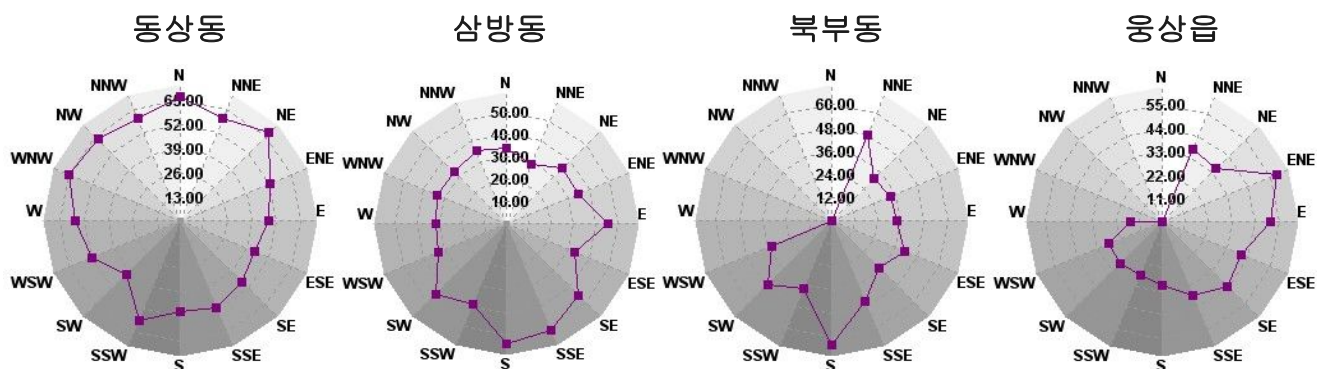 동상동
N
NNE
NE
ENE
E
ESE
SE
SSE
S
SSW
SW
WSW
W
WNW
NW
NNW
65.00
52.00
39.00
26.00
13.00
삼방동
N
NNE
NE
ENE
E
ESE
SE
SSE
S
SSW
SW
WSW
W
WNW
NW
NNW
50.00
40.00
30.00
20.00
10.00
북부동
N
NNE
NE
ENE
E
ESE
SE
SSE
S
SSW
SW
WSW
W
WNW
NW
NNW
60.00
48.00
36.00
24.00
12.00
웅상읍
N
NNE
NE
ENE
E
ESE
SE
SSE
S
SSW
SW
WSW
W
WNW
NW
NNW
55.00
44.00
33.00
22.00
11.00